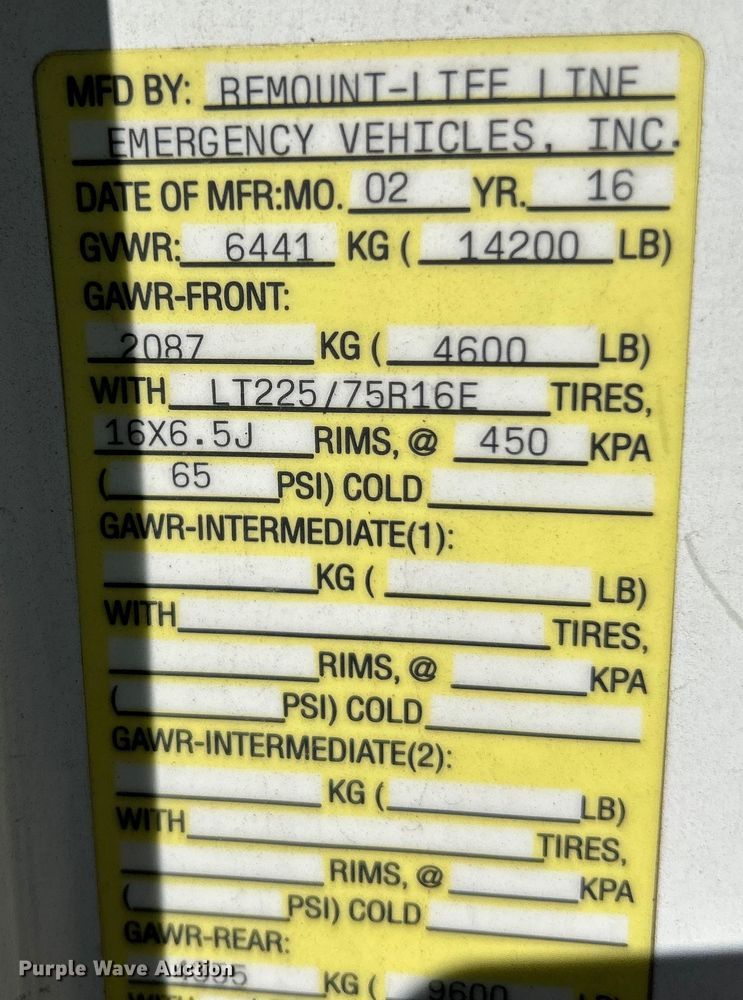 MFD BY: REMOUNT-LIFE LINE
EMERGENCY VEHICLES, INC.
DATE OF MFR:MO. 02 YR. 16
GVWR: 6441 KG ( 14200 LB)
GAWR-FRONT:
2087 KG ( 4600 LB)
WITH LT225/75R16E TIRES,
16X6.5J RIMS, @ 450 KPA
( 65 PSI) COLD
GAWR-INTERMEDIATE(1):
KG ( LB)
WITH TIRES,
RIMS, @ KPA
( PSI) COLD
GAWR-INTERMEDIATE(2):
KG ( LB)
WITH TIRES,
RIMS, @ KPA
( PSI) COLD
GAWR-REAR:
KG ( 9600 LB)
Purple Wave Auction